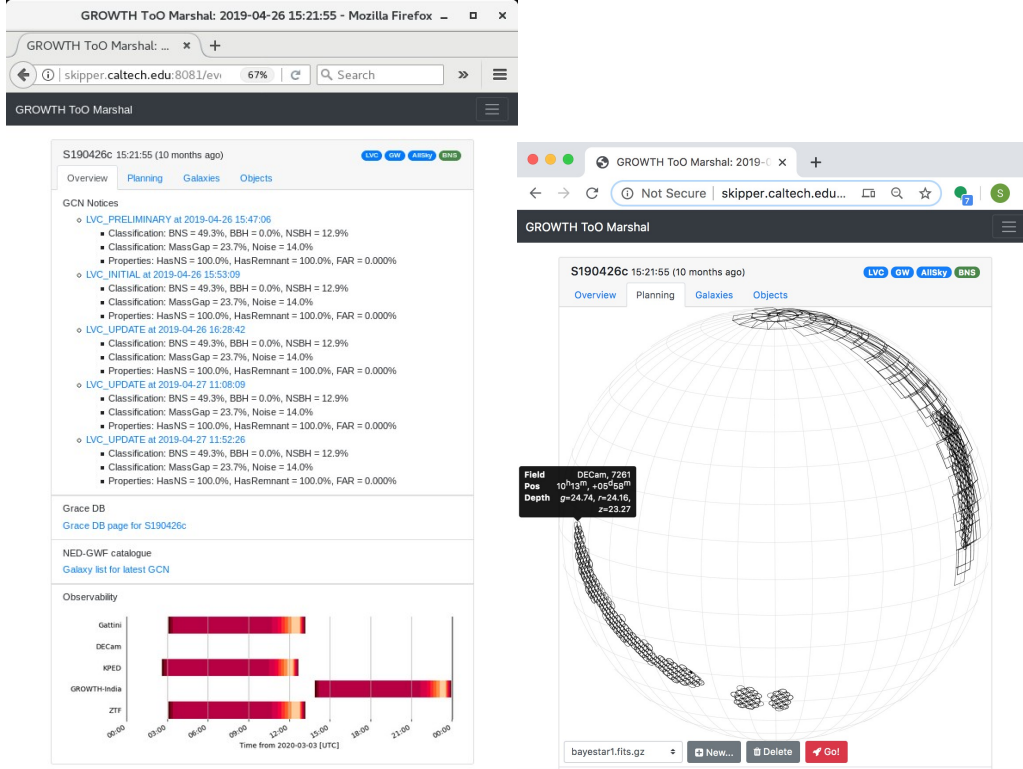 GROWTH ToO Marshal: 2019-04-26 15:21:55 - Mozilla Firefox
GROWTH ToO Marshal: ...
skipper.caltech.edu:8081/eve
67%
Search
GROWTH ToO Marshal
S190426c 15:21:55 (10 months ago)
LVC GW AllSky BNS
Overview Planning Galaxies Objects
GCN Notices
LVC_PRELIMINARY at 2019-04-26 15:47:06
Classification: BNS = 49.3%, BBH = 0.0%, NSBH = 12.9%
Classification: MassGap = 23.7%, Noise = 14.0%
Properties: HasNS = 100.0%, HasRemnant = 100.0%, FAR = 0.000%
LVC_INITIAL at 2019-04-26 15:53:09
Classification: BNS = 49.3%, BBH = 0.0%, NSBH = 12.9%
Classification: MassGap = 23.7%, Noise = 14.0%
Properties: HasNS = 100.0%, HasRemnant = 100.0%, FAR = 0.000%
LVC_UPDATE at 2019-04-26 16:28:42
Classification: BNS = 49.3%, BBH = 0.0%, NSBH = 12.9%
Classification: MassGap = 23.7%, Noise = 14.0%
Properties: HasNS = 100.0%, HasRemnant = 100.0%, FAR = 0.000%
LVC_UPDATE at 2019-04-27 11:08:09
Classification: BNS = 49.3%, BBH = 0.0%, NSBH = 12.9%
Classification: MassGap = 23.7%, Noise = 14.0%
Properties: HasNS = 100.0%, HasRemnant = 100.0%, FAR = 0.000%
LVC_UPDATE at 2019-04-27 11:52:26
Classification: BNS = 49.3%, BBH = 0.0%, NSBH = 12.9%
Classification: MassGap = 23.7%, Noise = 14.0%
Properties: HasNS = 100.0%, HasRemnant = 100.0%, FAR = 0.000%
Grace DB
Grace DB page for S190426c
NED-GWF catalogue
Galaxy list for latest GCN
Observability
Gattini
DECam
KPED
GROWTH-India
ZTF
00:00 03:00 06:00 09:00 12:00 15:00 18:00 21:00 00:00
Time from 2020-03-03 [UTC]
GROWTH ToO Marshal: 2019-0
Not Secure | skipper.caltech.edu...
7
S
GROWTH ToO Marshal
S190426c 15:21:55 (10 months ago)
LVC GW AllSky BNS
Overview Planning Galaxies Objects
Field DECam, 7261
Pos 10h13m, +05d58m
Depth g=24.74, r=24.16,
z=23.27
bayestar1.fits.gz
New...
Delete
Go!